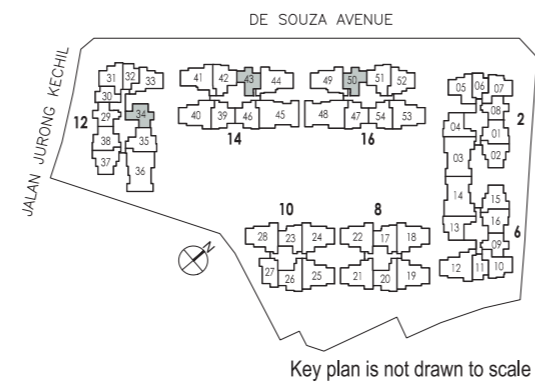 DE SOUZA AVENUE
JALAN JURONG KECHIL
31 32 33
30
29
38
37
34
35
36
12
41 42 43 44
40 39 46 45
14
49 50 51 52
48 47 54 53
16
05 06 07
08
04 01
03 02
2
14 15
13 16
09
12 11 10
6
10
28 23 24
27 26 25
8
22 17 18
21 20 19
N
Key plan is not drawn to scale